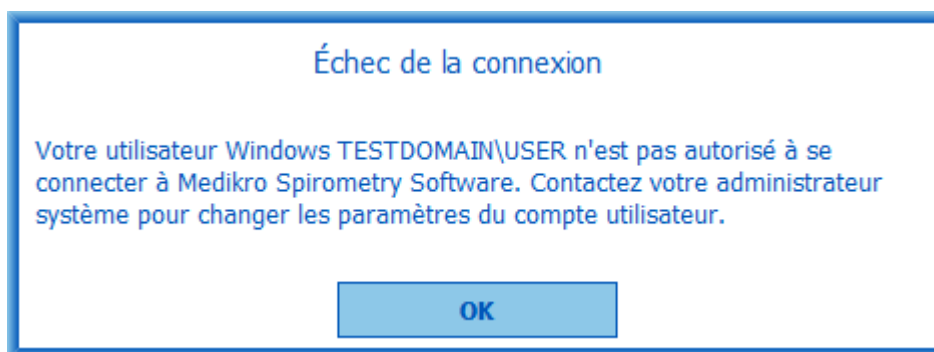 Échec de la connexion
Votre utilisateur Windows TESTDOMAIN\USER n'est pas autorisé à se
connecter à Medikro Spirometry Software. Contactez votre administrateur
système pour changer les paramètres du compte utilisateur.
OK